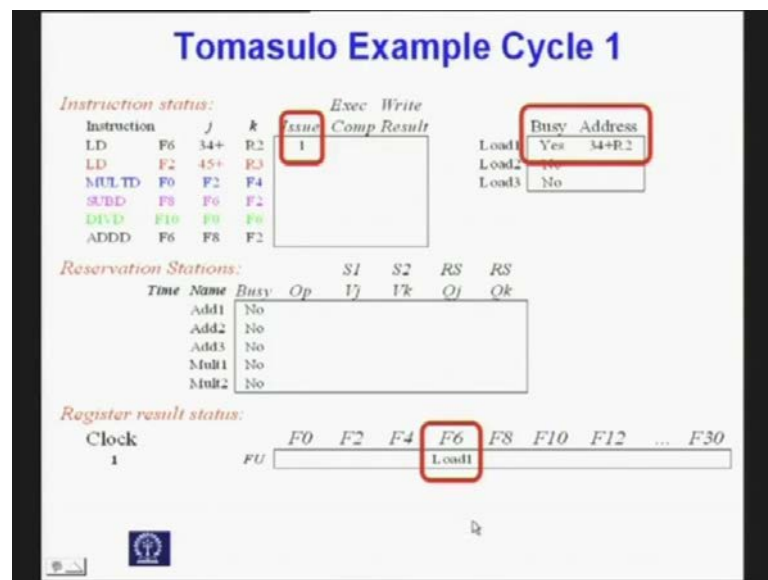 Tomasulo Example Cycle 1
Instruction status: Exec Write
Instruction j k Issue Comp Result Busy Address
LD F6 34+ R2 1 Load1 Yes 34+R2
LD F2 45+ R3 Load2 No
MULTD F0 F2 F4 Load3 No
SUBD F8 F6 F2
DIVD F10 F0 F6
ADDD F6 F8 F2
Reservation Stations: S1 S2 RS RS
Time Name Busy Op Vj Vk Qj Qk
Add1 No
Add2 No
Add3 No
Mult1 No
Mult2 No
Register result status:
Clock F0 F2 F4 F6 F8 F10 F12 ... F30
1 FU Load1